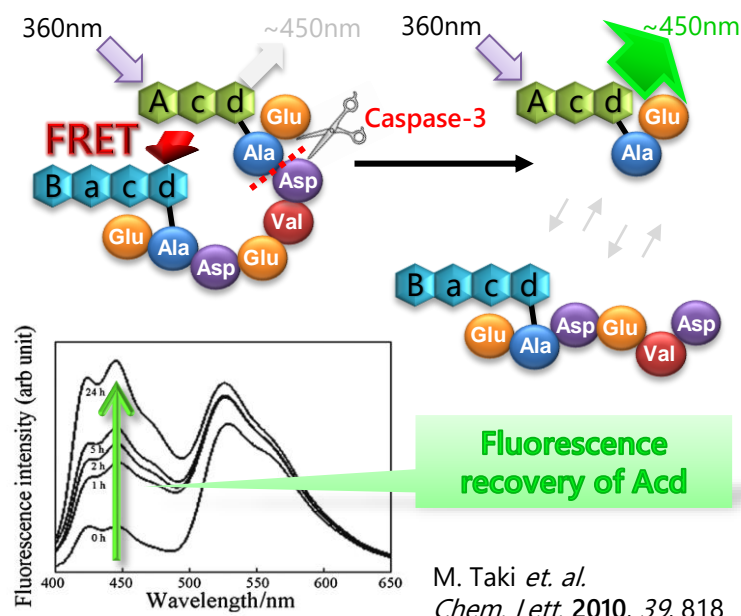 360nm
~450nm
A c d
Glu
Caspase-3
FRET
Ala
Asp
B a c d
Val
Glu
Ala
Asp
Glu
360nm
~450nm
A c d
Glu
Ala
B a c d
Glu
Ala
Asp
Glu
Val
Asp
Fluorescence intensity (arb unit)
24 h
5 h
2 h
1 h
0 h
400 450 500 550 600 650
Wavelength/nm
Fluorescence
recovery of Acd
M. Taki et. al.
Chem. Lett. 2010, 39, 818